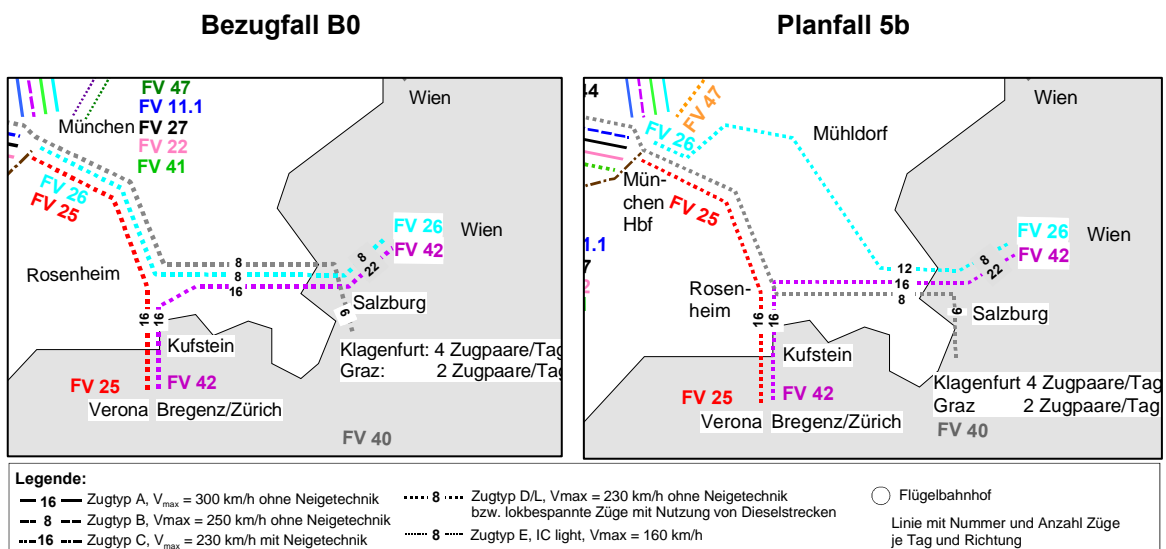 Bezugfall B0
Planfall 5b
FV 47
FV 11.1
FV 27
FV 22
FV 41
München
Wien
FV 26
FV 25
Rosenheim
8
8
16
8
22
FV 26
FV 42
Wien
Salzburg
6
16
16
Kufstein
Klagenfurt: 4 Zugpaare/Tag
Graz: 2 Zugpaare/Tag
FV 25
FV 42
Verona
Bregenz/Zürich
FV 40
FV 47
FV 26
Mühldorf
Wien
Mün-
chen
Hbf
FV 25
Rosen-
heim
12
16
8
8
22
FV 26
FV 42
Wien
6
Salzburg
16
16
Kufstein
Klagenfurt 4 Zugpaare/Tag
Graz 2 Zugpaare/Tag
FV 25
FV 42
Verona
Bregenz/Zürich
FV 40
Legende:
16 Zugtyp A, Vmax = 300 km/h ohne Neigetechnik
8 Zugtyp B, Vmax = 250 km/h ohne Neigetechnik
16 Zugtyp C, Vmax = 230 km/h mit Neigetechnik
8 Zugtyp D/L, Vmax = 230 km/h ohne Neigetechnik
bzw. lokbespannte Züge mit Nutzung von Dieselstrecken
8 Zugtyp E, IC light, Vmax = 160 km/h
Flügelbahnhof
Linie mit Nummer und Anzahl Züge
je Tag und Richtung